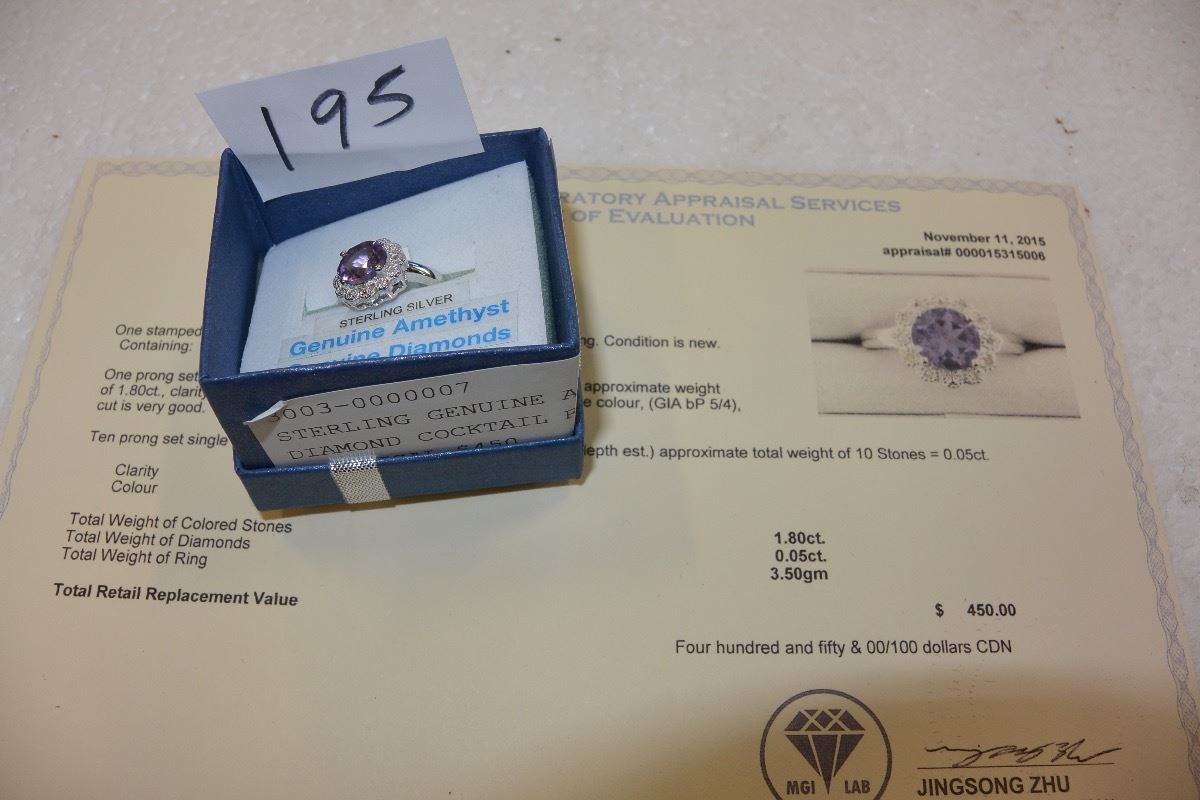 195
RATORY APPRAISAL SERVICES
OF EVALUATION
November 11, 2015
appraisal# 000015315006
STERLING SILVER
Genuine Amethyst
Diamonds
One stamped
Containing: ng. Condition is new.
One prong set approximate weight
of 1.80ct., clarity colour, (GIA bP 5/4),
cut is very good.
Ten prong set single depth est.) approximate total weight of 10 Stones = 0.05ct.
Clarity
Colour
3003-0000007
STERLING GENUINE A
DIAMOND COCKTAIL
$450
Total Weight of Colored Stones 1.80ct.
Total Weight of Diamonds 0.05ct.
Total Weight of Ring 3.50gm
Total Retail Replacement Value $ 450.00
Four hundred and fifty & 00/100 dollars CDN
MGI LAB
JINGSONG ZHU